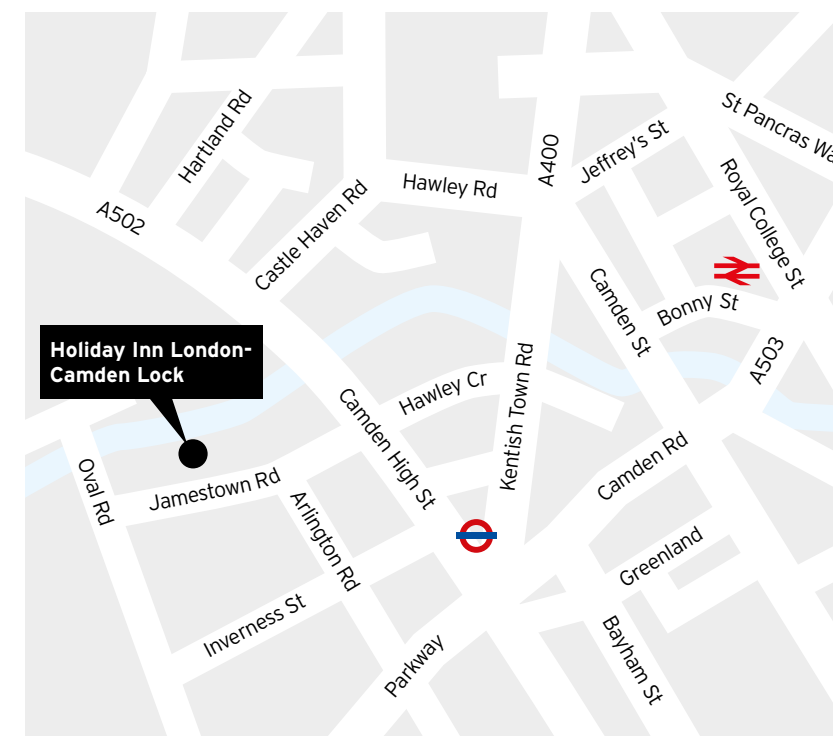 St Pancras Wa
Hartland Rd
A400
Jeffrey's St
Hawley Rd
Royal College St
A502
Castle Haven Rd
Camden St
Bonny St
Holiday Inn London-
Camden Lock
A503
Hawley Cr
Kentish Town Rd
Camden High St
Camden Rd
Oval Rd
Jamestown Rd
Arlington Rd
Greenland
Inverness St
Parkway
Bayham St